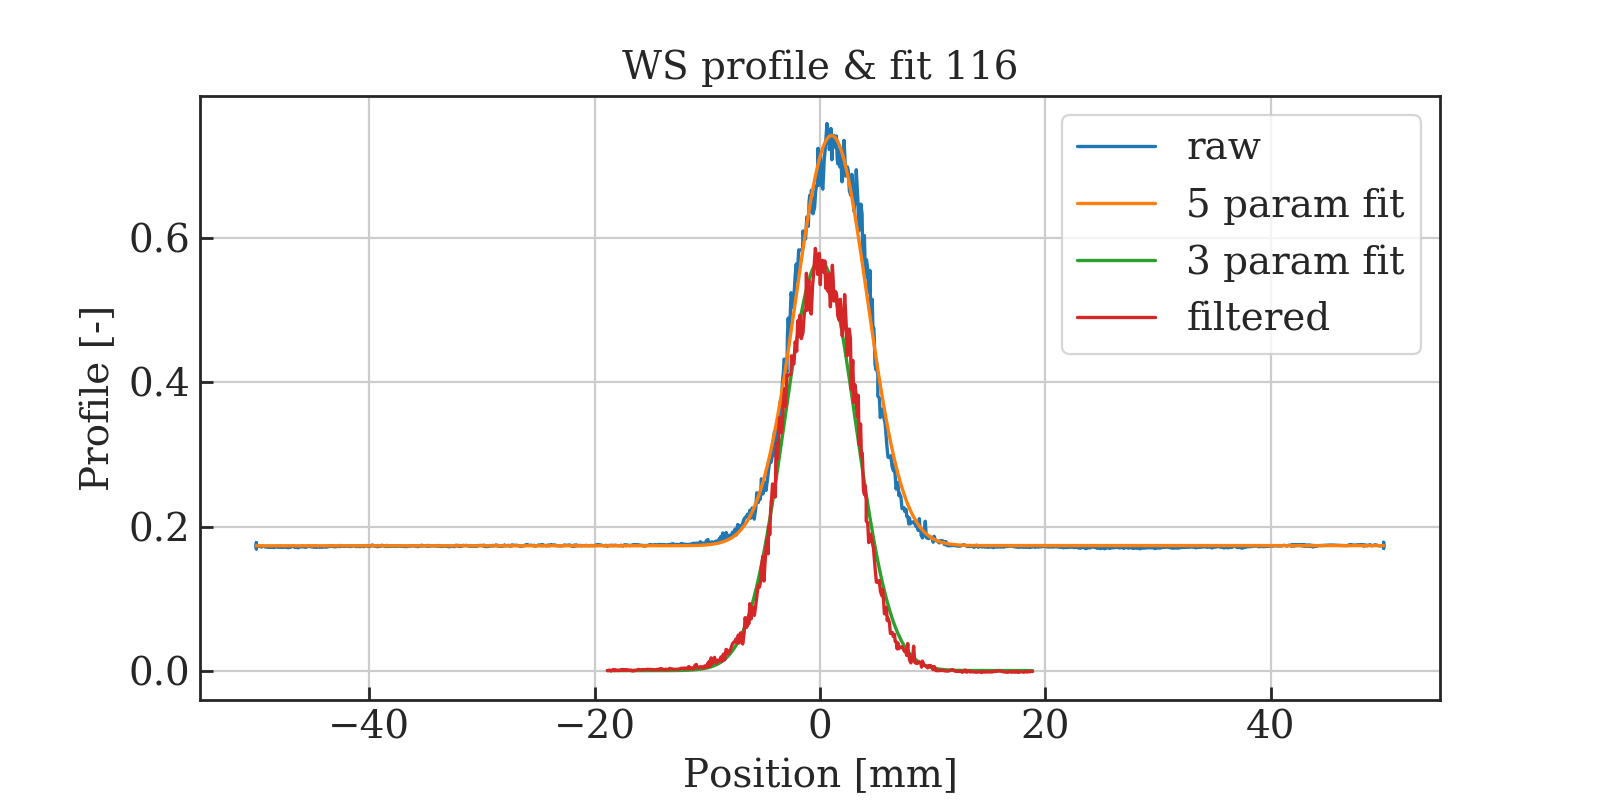 WS profile & fit 116
raw
5 param fit
3 param fit
filtered
Profile [-]
0.6
0.4
0.2
0.0
−40
−20
0
20
40
Position [mm]